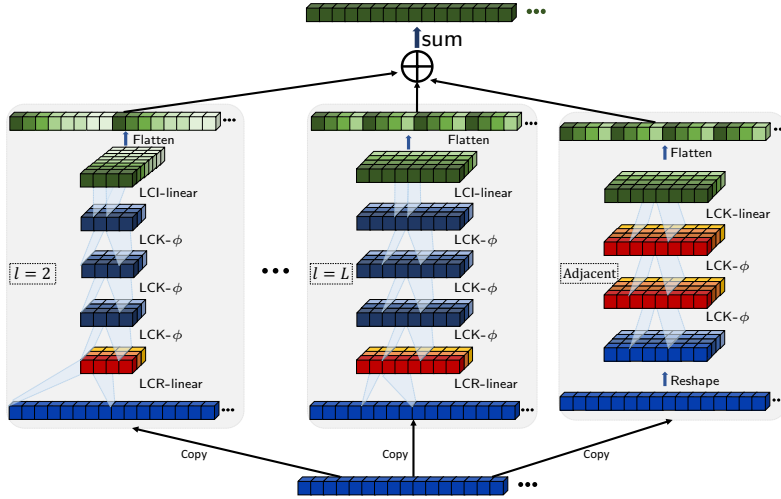 •••
sum
•••
•••
•••
Flatten
Flatten
Flatten
LCI-linear
LCI-linear
LCK-linear
LCK-ϕ
LCK-ϕ
LCK-ϕ
l = 2
•••
l = L
Adjacent
LCK-ϕ
LCK-ϕ
LCK-ϕ
LCK-ϕ
LCK-ϕ
LCR-linear
LCR-linear
Reshape
•••
•••
•••
Copy
Copy
Copy
•••